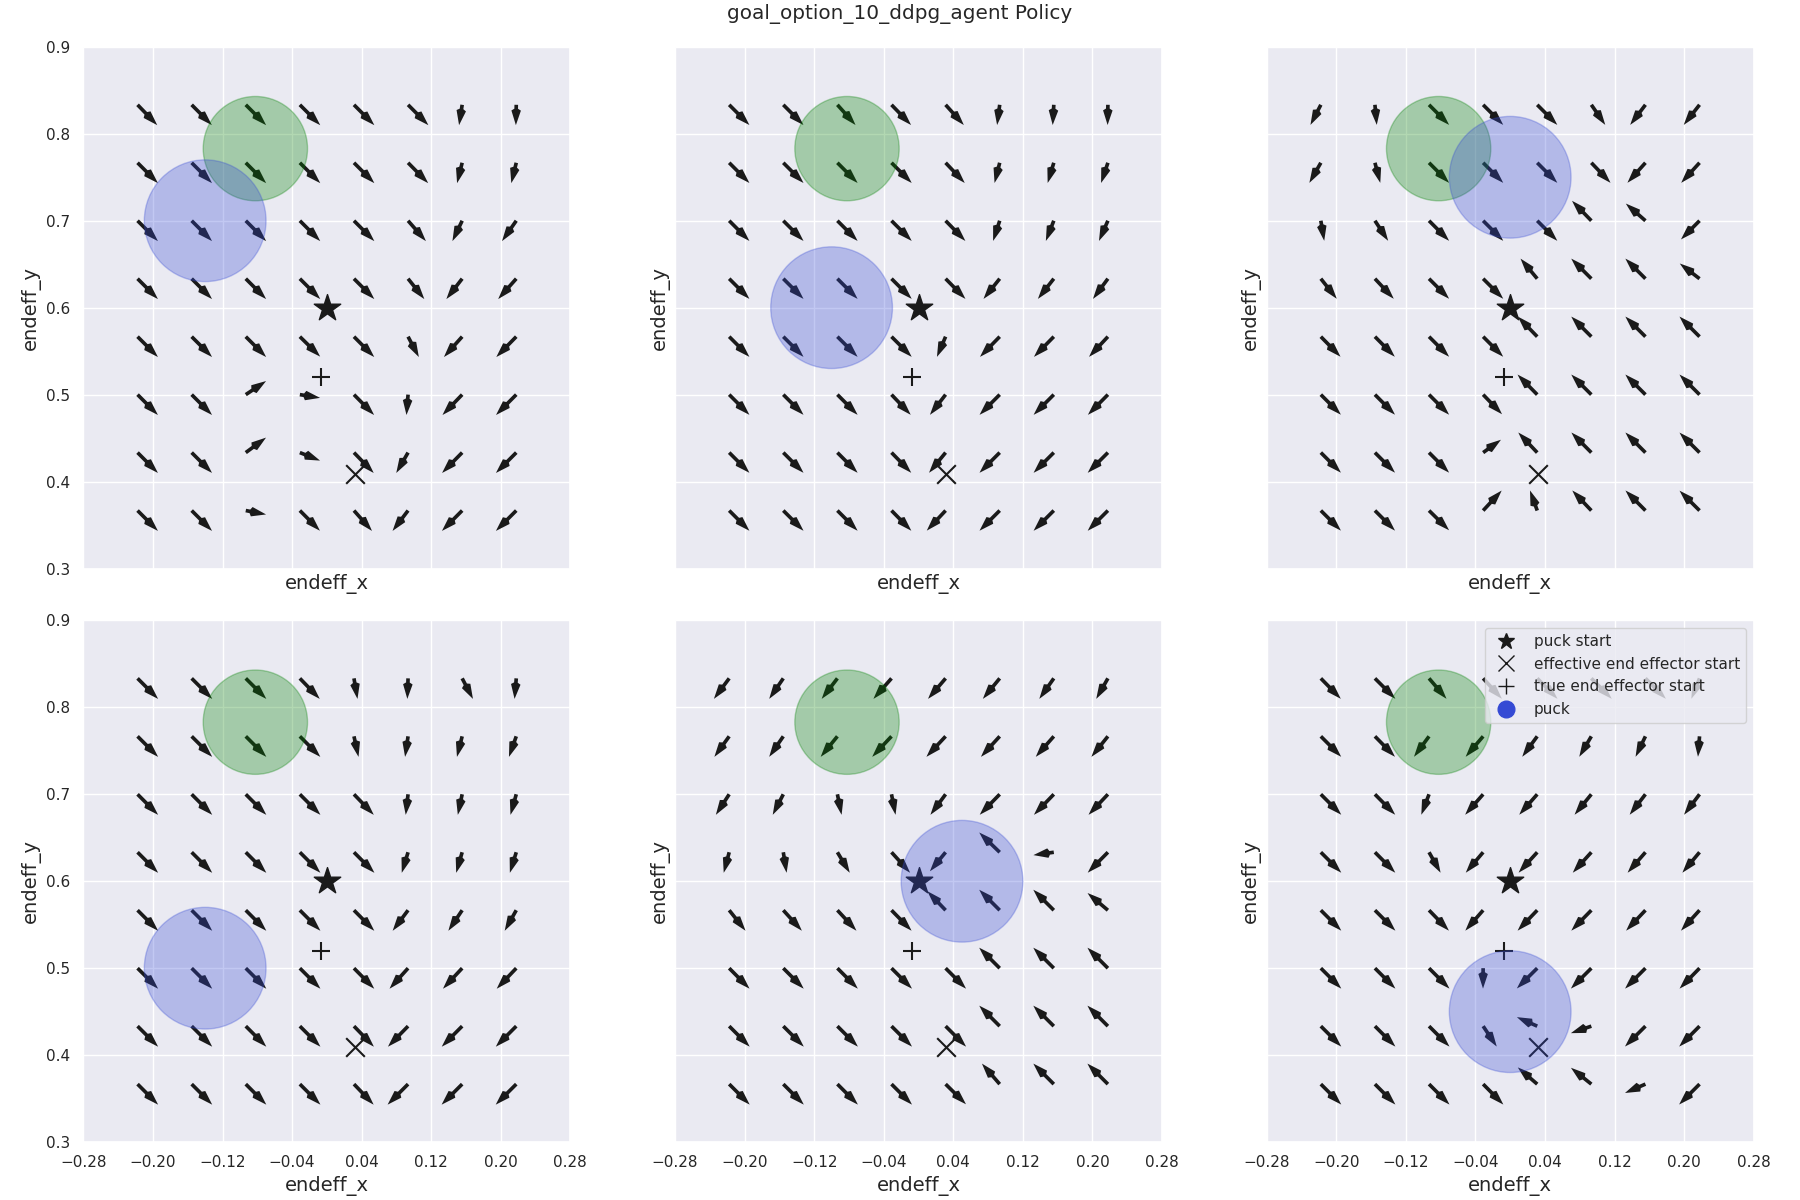 goal_option_10_ddpg_agent Policy
0.9
0.8
0.7
0.6
0.5
0.4
0.3
endeff_y
endeff_y
endeff_y
endeff_x
endeff_x
endeff_x
0.9
0.8
0.7
0.6
0.5
0.4
0.3
endeff_y
endeff_y
endeff_y
puck start
effective end effector start
true end effector start
puck
−0.28 −0.20 −0.12 −0.04 0.04 0.12 0.20 0.28
−0.28 −0.20 −0.12 −0.04 0.04 0.12 0.20 0.28
−0.28 −0.20 −0.12 −0.04 0.04 0.12 0.20 0.28
endeff_x
endeff_x
endeff_x